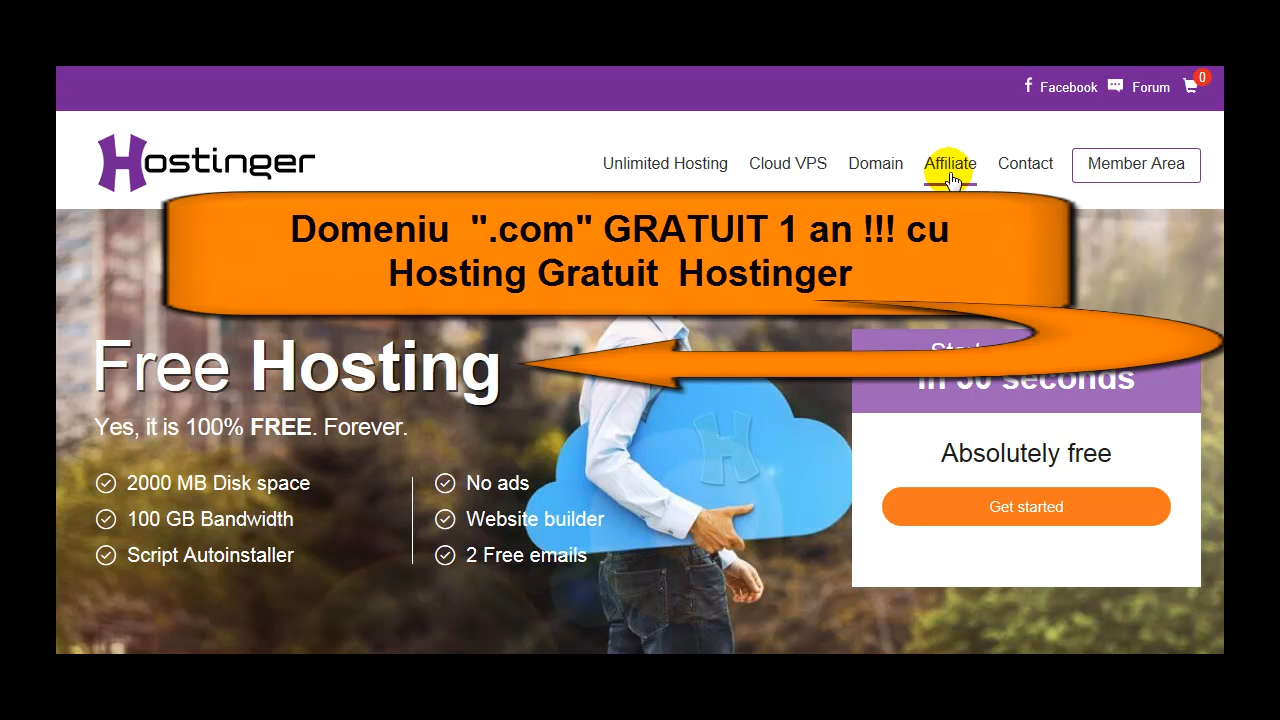 Facebook Forum 0
Hostinger
Unlimited Hosting Cloud VPS Domain Affiliate Contact Member Area
Domeniu ".com" GRATUIT 1 an !!! cu
Hosting Gratuit Hostinger
in 30 seconds
Free Hosting
Yes, it is 100% FREE. Forever.
2000 MB Disk space
100 GB Bandwidth
Script Autoinstaller
No ads
Website builder
2 Free emails
Absolutely free
Get started